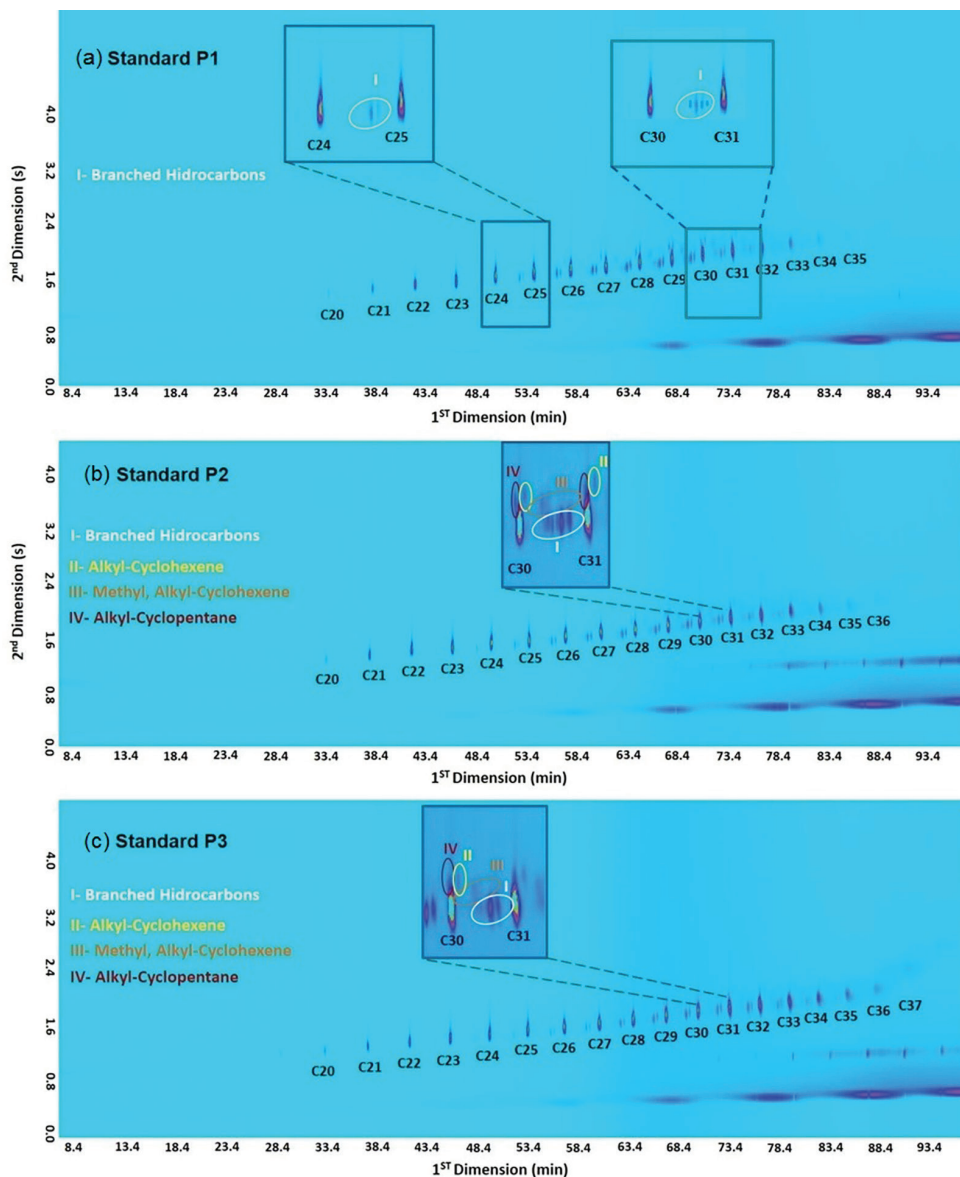 (a) Standard P1
I- Branched Hidrocarbons
I
C24
C25
I
C30
C31
C20 C21 C22 C23 C24 C25 C26 C27 C28 C29 C30 C31 C32 C33 C34 C35
2nd Dimension (s)
4.0
3.2
2.4
1.6
0.8
0.0
8.4 13.4 18.4 23.4 28.4 33.4 38.4 43.4 48.4 53.4 58.4 63.4 68.4 73.4 78.4 83.4 88.4 93.4
1ST Dimension (min)
(b) Standard P2
I- Branched Hidrocarbons
II- Alkyl-Cyclohexene
III- Methyl, Alkyl-Cyclohexene
IV- Alkyl-Cyclopentane
IV
III
II
I
C30
C31
C20 C21 C22 C23 C24 C25 C26 C27 C28 C29 C30 C31 C32 C33 C34 C35 C36
2nd Dimensioion (s)
4.0
3.2
2.4
1.6
0.8
0.0
8.4 13.4 18.4 23.4 28.4 33.4 38.4 43.4 48.4 53.4 58.4 63.4 68.4 73.4 78.4 83.4 88.4 93.4
1ST Dimension (min)
(c) Standard P3
I- Branched Hidrocarbons
II- Alkyl-Cyclohexene
III- Methyl, Alkyl-Cyclohexene
IV- Alkyl-Cyclopentane
IV
II
III
I
C30
C31
C20 C21 C22 C23 C24 C25 C26 C27 C28 C29 C30 C31 C32 C33 C34 C35 C36 C37
4.0
3.2
2.4
1.6
0.8
0.0
8.4 13.4 18.4 23.4 28.4 33.4 38.4 43.4 48.4 53.4 58.4 63.4 68.4 73.4 78.4 83.4 88.4 93.4
1ST Dimension (min)